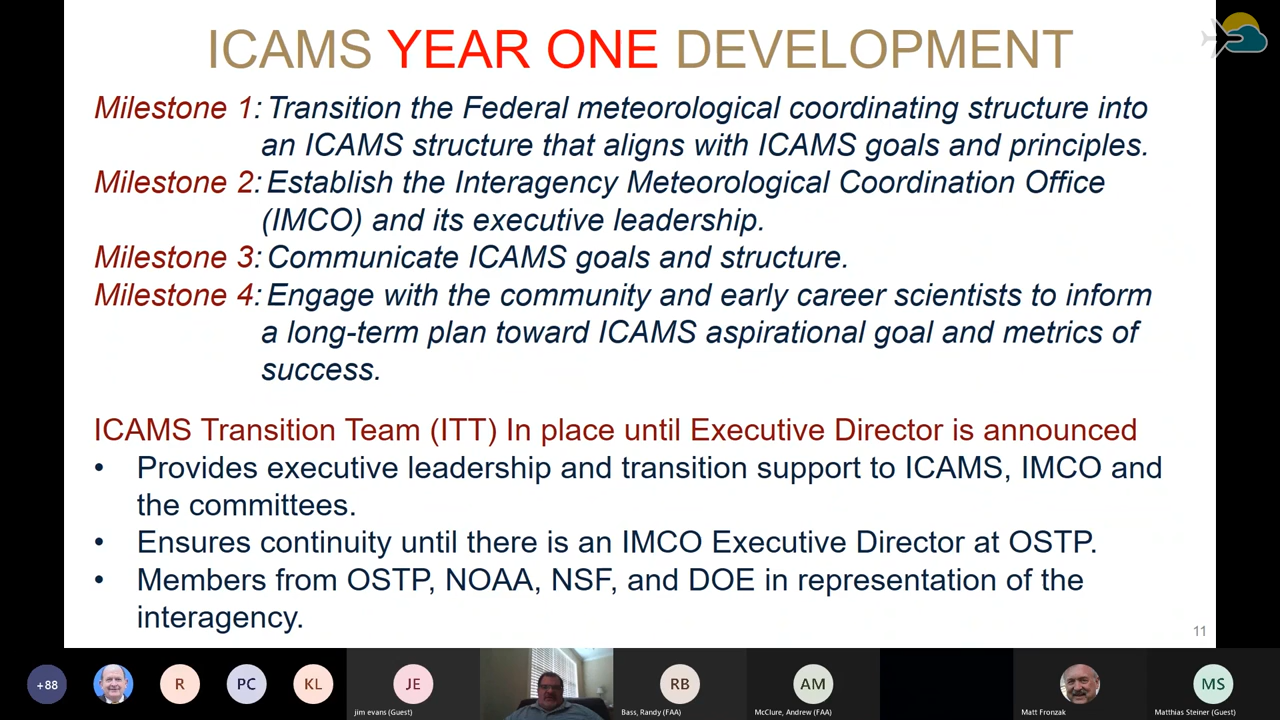 ICAMS YEAR ONE DEVELOPMENT
Milestone 1: Transition the Federal meteorological coordinating structure into
an ICAMS structure that aligns with ICAMS goals and principles.
Milestone 2: Establish the Interagency Meteorological Coordination Office
(IMCO) and its executive leadership.
Milestone 3: Communicate ICAMS goals and structure.
Milestone 4: Engage with the community and early career scientists to inform
a long-term plan toward ICAMS aspirational goal and metrics of
success.
ICAMS Transition Team (ITT) In place until Executive Director is announced
• Provides executive leadership and transition support to ICAMS, IMCO and
the committees.
• Ensures continuity until there is an IMCO Executive Director at OSTP.
• Members from OSTP, NOAA, NSF, and DOE in representation of the
interagency.
11
+88
R
PC
KL
JE
RB
AM
MS
jim evans (Guest)
Bass, Randy (FAA)
McClure, Andrew (FAA)
Matt Fronzak
Matthias Steiner (Guest)